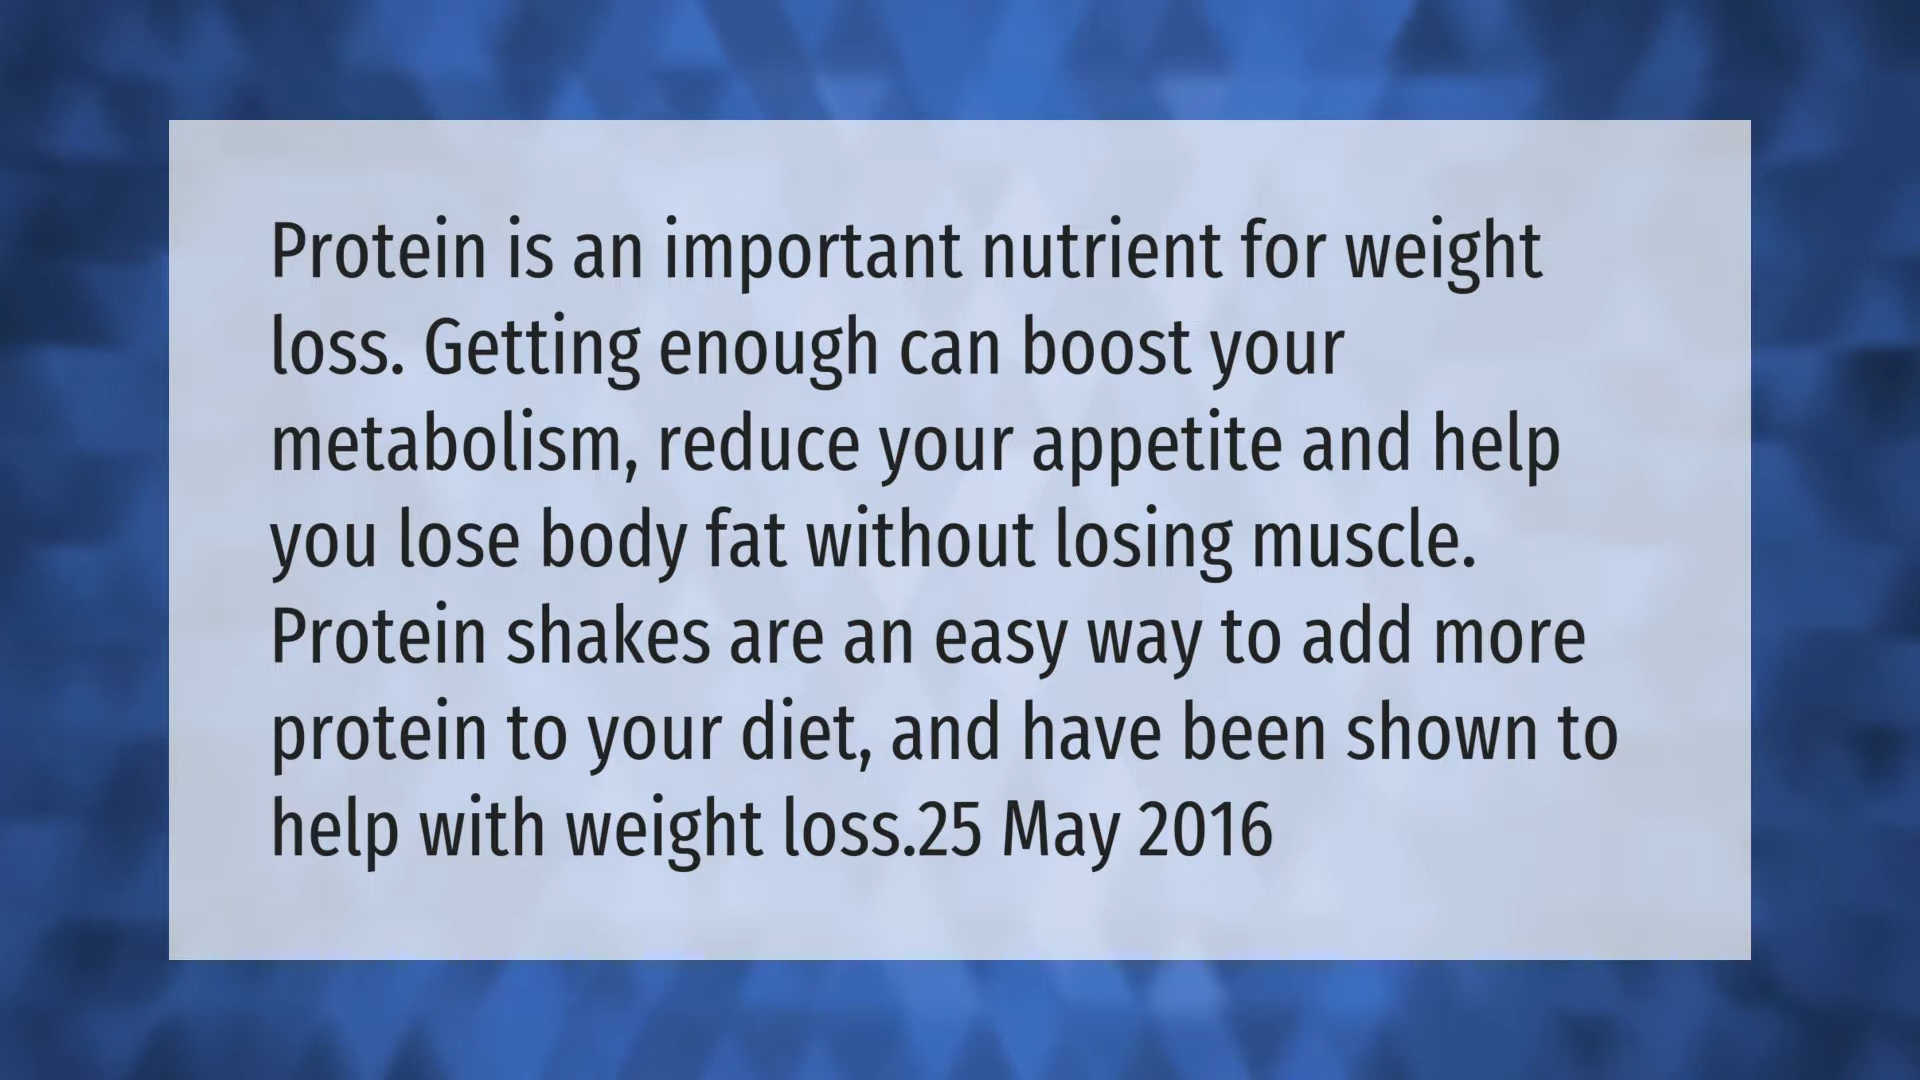 Protein is an important nutrient for weight
loss. Getting enough can boost your
metabolism, reduce your appetite and help
you lose body fat without losing muscle.
Protein shakes are an easy way to add more
protein to your diet, and have been shown to
help with weight loss.25 May 2016